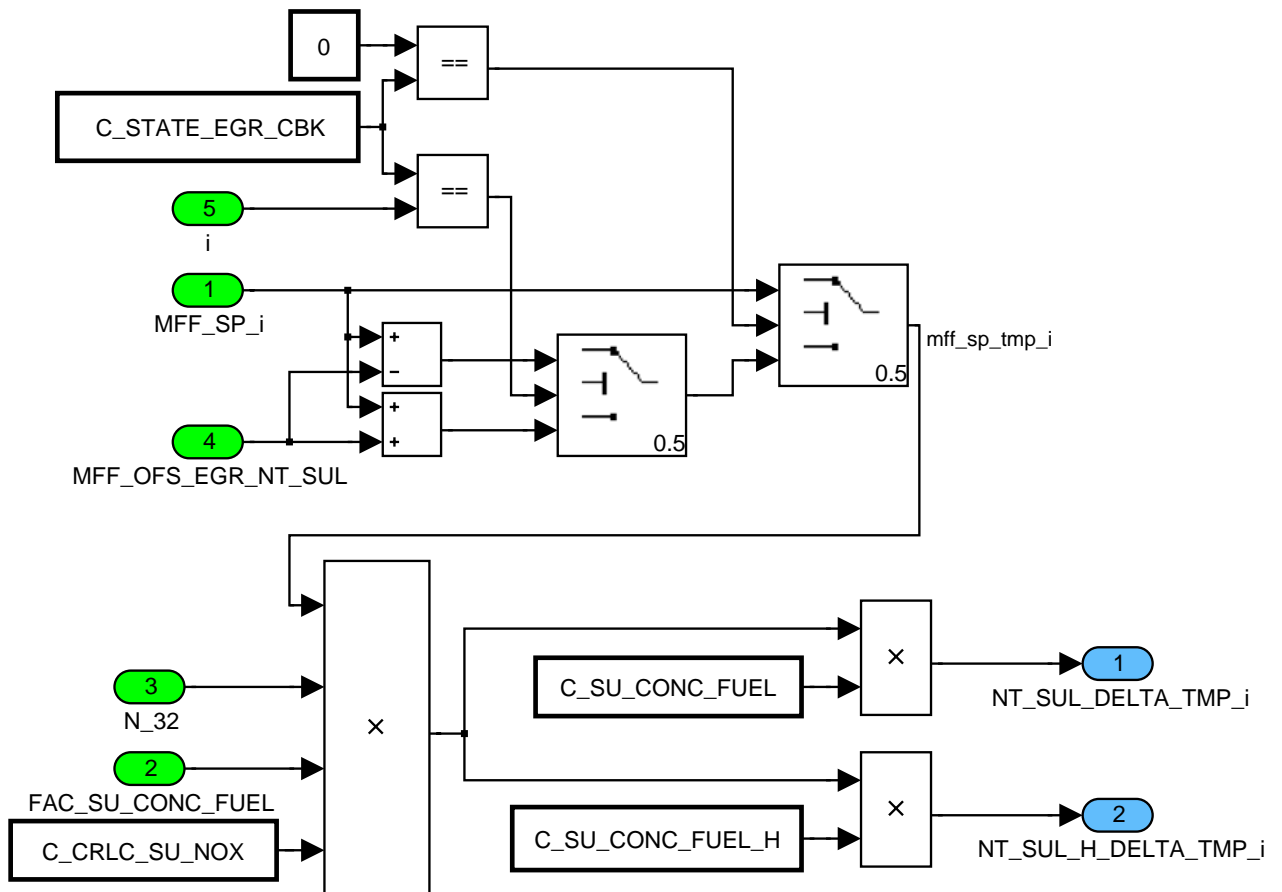 0
==
C_STATE_EGR_CBK
==
5
i
1
MFF_SP_i
+
−
+
+
0.5
0.5
mff_sp_tmp_i
4
MFF_OFS_EGR_NT_SUL
3
N_32
2
FAC_SU_CONC_FUEL
C_CRLC_SU_NOX
×
C_SU_CONC_FUEL
×
1
NT_SUL_DELTA_TMP_i
C_SU_CONC_FUEL_H
×
2
NT_SUL_H_DELTA_TMP_i